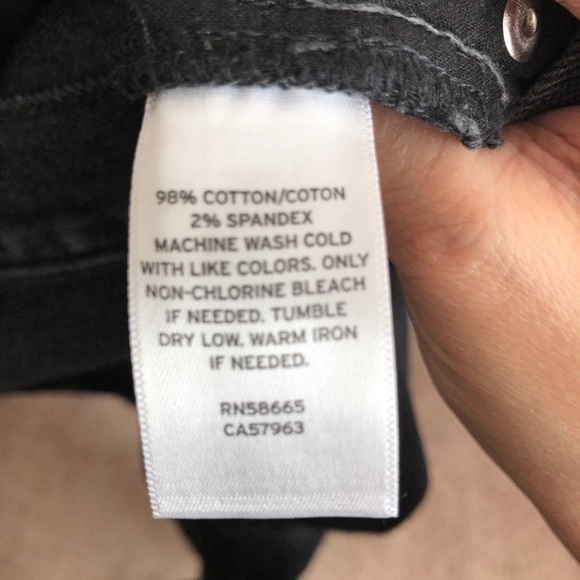 98% COTTON/COTON
2% SPANDEX
MACHINE WASH COLD
WITH LIKE COLORS. ONLY
NON-CHLORINE BLEACH
IF NEEDED. TUMBLE
DRY LOW. WARM IRON
IF NEEDED.
RN58665
CA57963